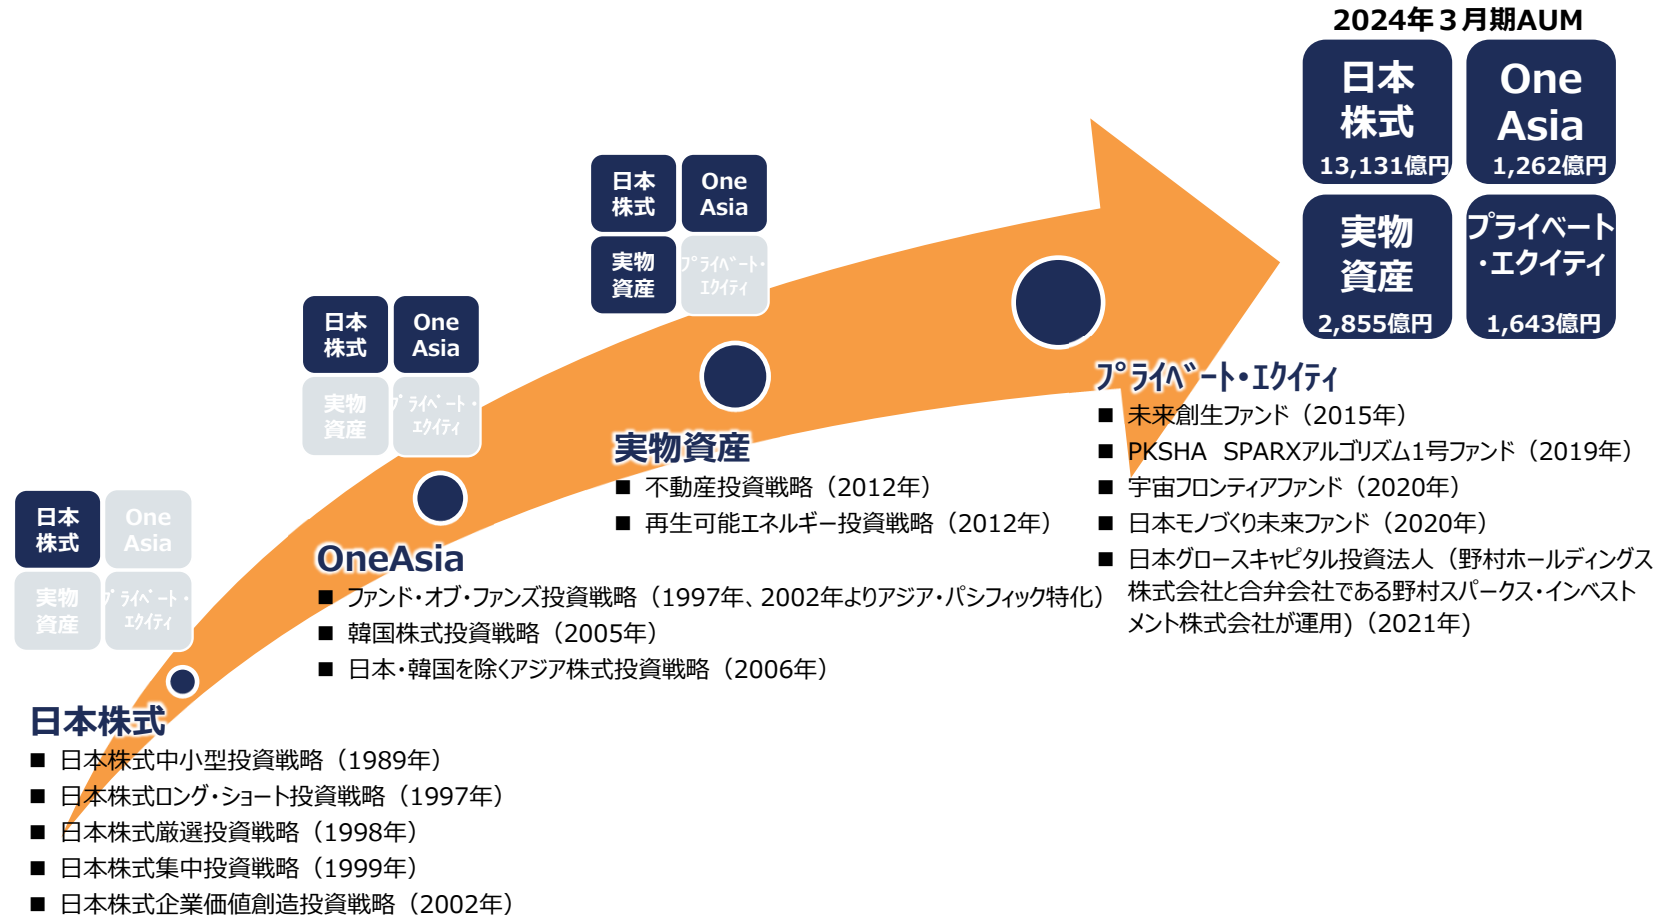 2024年３月期AUM
日本
株式
13,131億円
One
Asia
1,262億円
実物
資産
2,855億円
プライベート
・エクイティ
1,643億円
日本
株式
One
Asia
実物
資産
ﾌﾟﾗｲﾍﾞｰﾄ・
ｴｸｲﾃｨ
日本
株式
One
Asia
実物
資産
ﾌﾟﾗｲﾍﾞｰﾄ・
ｴｸｲﾃｨ
日本
株式
One
Asia
実物
資産
ﾌﾟﾗｲﾍﾞｰﾄ・
ｴｸｲﾃｨ
ﾌﾟﾗｲﾍﾞｰﾄ・ｴｸｲﾃｨ
■ 未来創生ファンド（2015年）
■ PKSHA　SPARXアルゴリズム1号ファンド（2019年）
■ 宇宙フロンティアファンド（2020年）
■ 日本モノづくり未来ファンド（2020年）
■ 日本グロースキャピタル投資法人（野村ホールディングス
株式会社と合弁会社である野村スパークス・インベスト
メント株式会社が運用)（2021年)
実物資産
■ 不動産投資戦略（2012年）
■ 再生可能エネルギー投資戦略（2012年）
OneAsia
■ ファンド・オブ・ファンズ投資戦略（1997年、2002年よりアジア・パシフィック特化）
■ 韓国株式投資戦略（2005年）
■ 日本・韓国を除くアジア株式投資戦略（2006年）
日本株式
■ 日本株式中小型投資戦略（1989年）
■ 日本株式ロング・ショート投資戦略（1997年）
■ 日本株式厳選投資戦略（1998年）
■ 日本株式集中投資戦略（1999年）
■ 日本株式企業価値創造投資戦略（2002年）